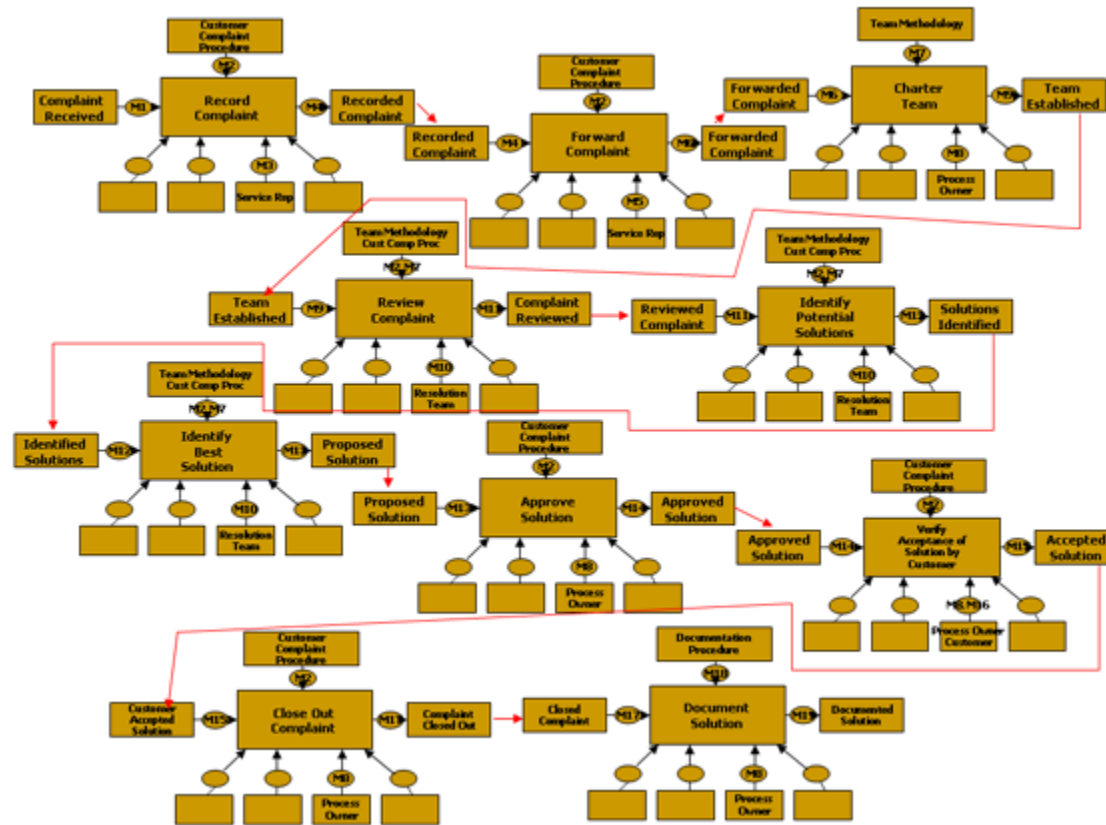 Customer
Complaint
Procedure
M2
Complaint
Received
M1
Record
Complaint
M4
Recorded
Complaint
M3
Service Rep
Customer
Complaint
Procedure
M2
Recorded
Complaint
M4
Forward
Complaint
Forwarded
Complaint
M5
Service Rep
Team Methodology
M7
Forwarded
Complaint
M6
Charter
Team
M9
Team
Established
M8
Process
Owner
Team Methodology
Cust Comp Proc
M2,M7
Team
Established
M9
Review
Complaint
M11
Complaint
Reviewed
M10
Resolution
Team
Team Methodology
Cust Comp Proc
M2,M7
Reviewed
Complaint
M11
Identify
Potential
Solutions
M12
Solutions
Identified
M10
Resolution
Team
Team Methodology
Cust Comp Proc
M2,M7
Identified
Solutions
M12
Identify
Best
Solution
M13
Proposed
Solution
M10
Resolution
Team
Customer
Complaint
Procedure
M2
Proposed
Solution
M13
Approve
Solution
M14
Approved
Solution
M8
Process
Owner
Customer
Complaint
Procedure
M2
Approved
Solution
M14
Verify
Acceptance of
Solution by
Customer
M15
Accepted
Solution
M8,M16
Process Owner
Customer
Customer
Complaint
Procedure
M2
Customer
Accepted
Solution
M15
Close Out
Complaint
M17
Complaint
Closed Out
M8
Process
Owner
Documentation
Procedure
Closed
Complaint
M17
Document
Solution
M19
Documented
Solution
M8
Process
Owner